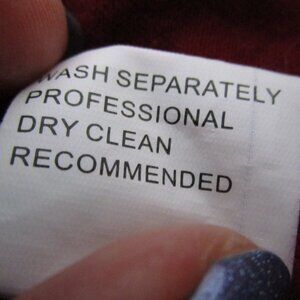 WASH SEPARATELY
PROFESSIONAL
DRY CLEAN
RECOMMENDED